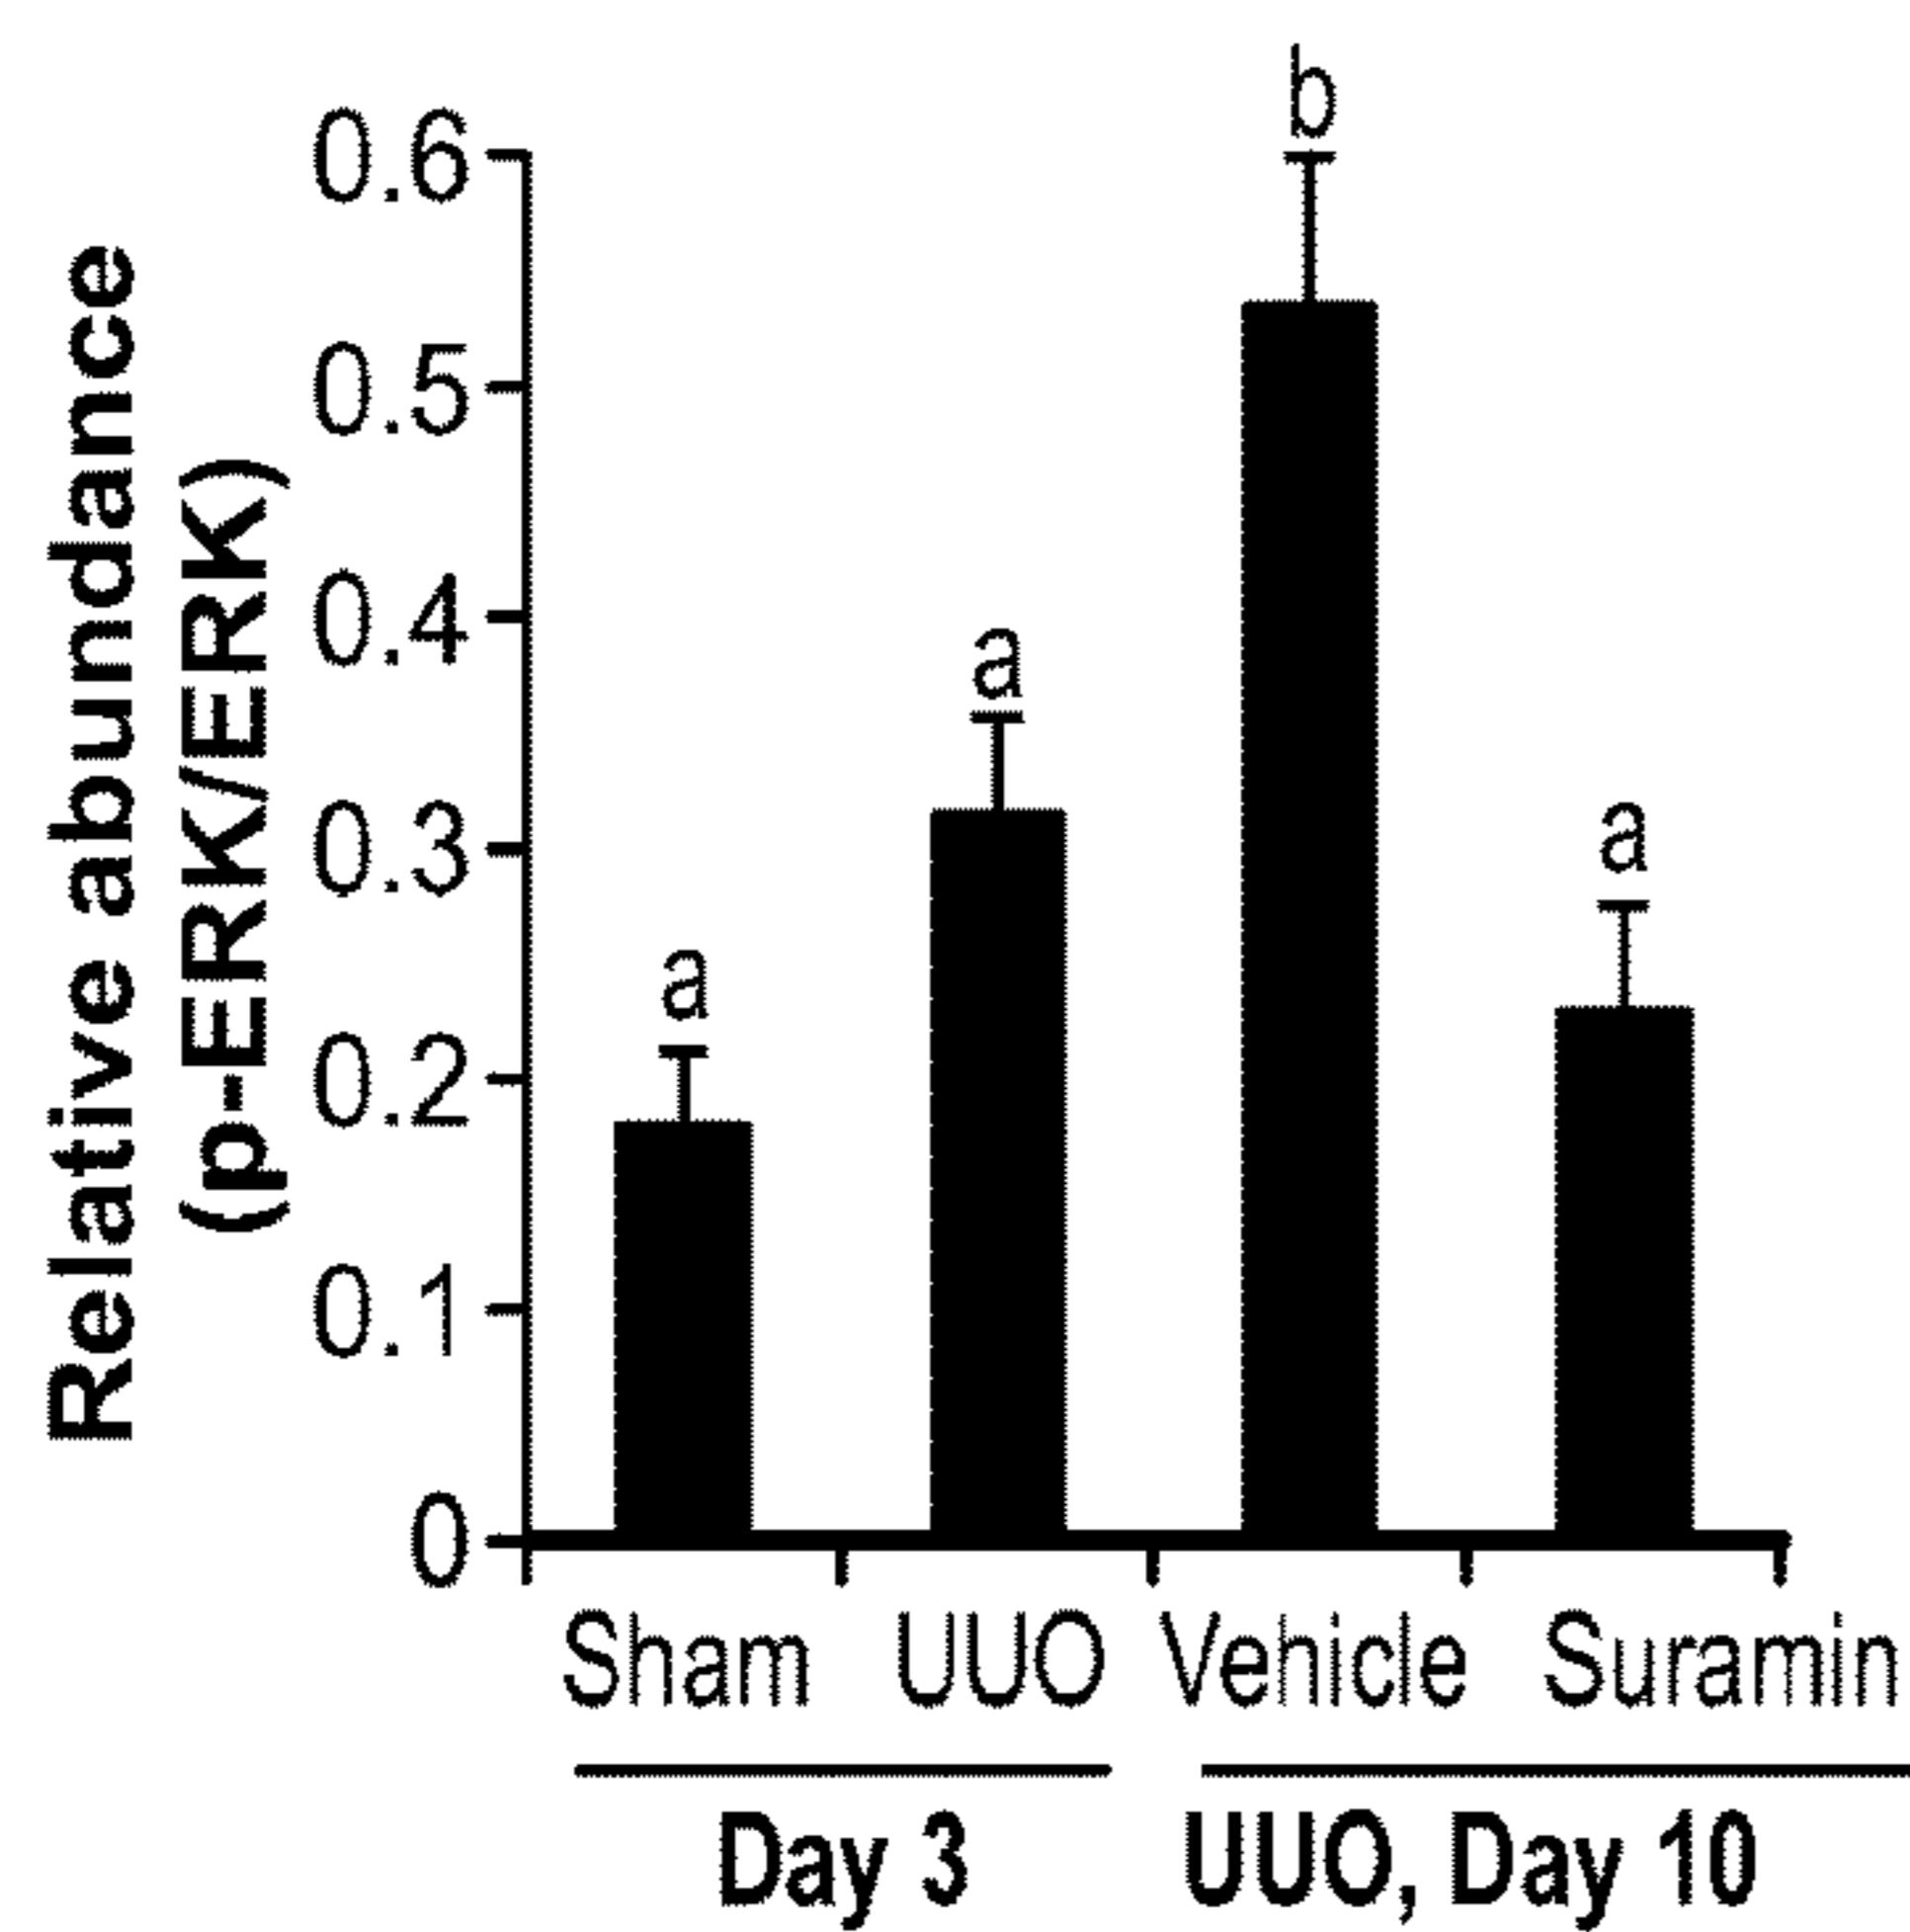 Relative abundance
(p-ERK/ERK)
0.6
0.5
0.4
0.3
0.2
0.1
0
a
a
b
a
Sham UUO Vehicle Suramin
Day 3 UUO, Day 10